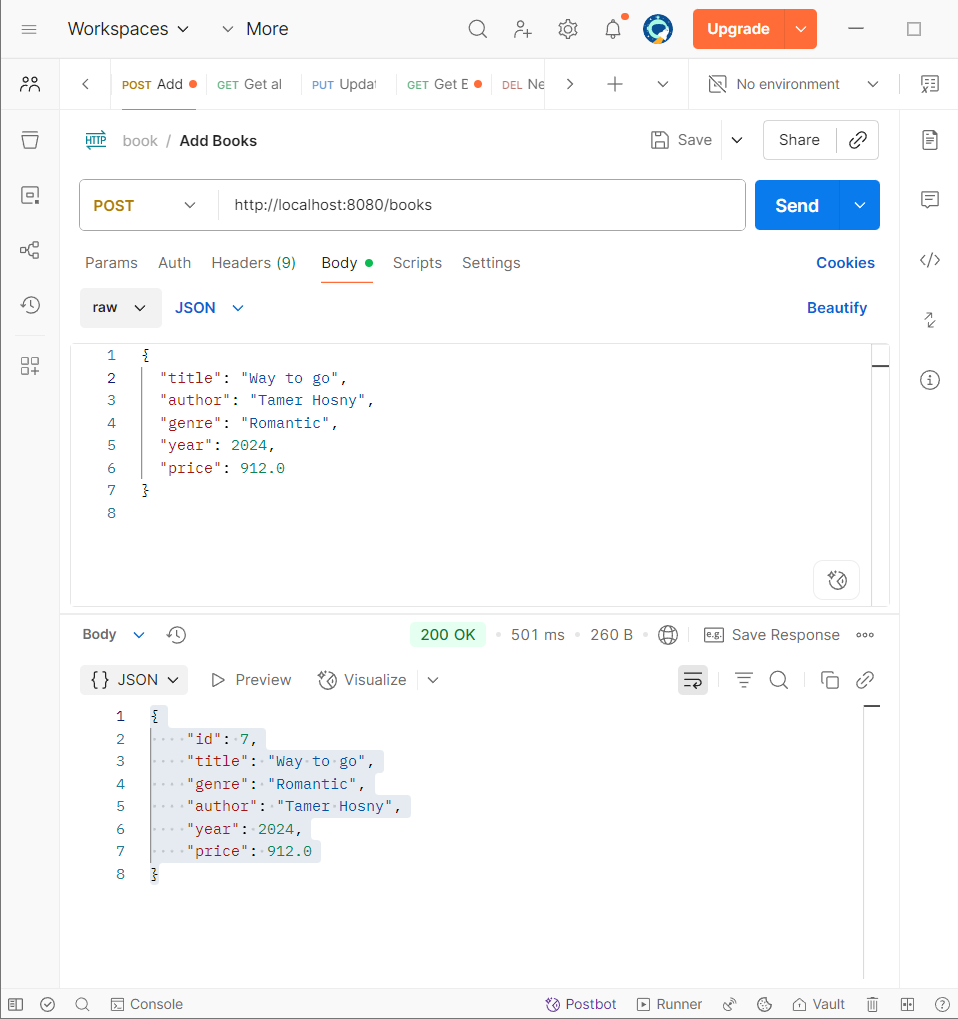 Workspaces More Upgrade
POST Add GET Get al PUT Updat GET Get E DEL Ne No environment
HTTP book / Add Books Save Share
POST http://localhost:8080/books Send
Params Auth Headers (9) Body Scripts Settings Cookies
raw JSON Beautify
1 {
2 "title": "Way to go",
3 "author": "Tamer Hosny",
4 "genre": "Romantic",
5 "year": 2024,
6 "price": 912.0
7 }
8
Body 200 OK 501 ms 260 B e.g. Save Response
{} JSON Preview Visualize
1 {
2 "id": 7,
3 "title": "Way to go",
4 "genre": "Romantic",
5 "author": "Tamer Hosny",
6 "year": 2024,
7 "price": 912.0
8 }
Console Postbot Runner Vault